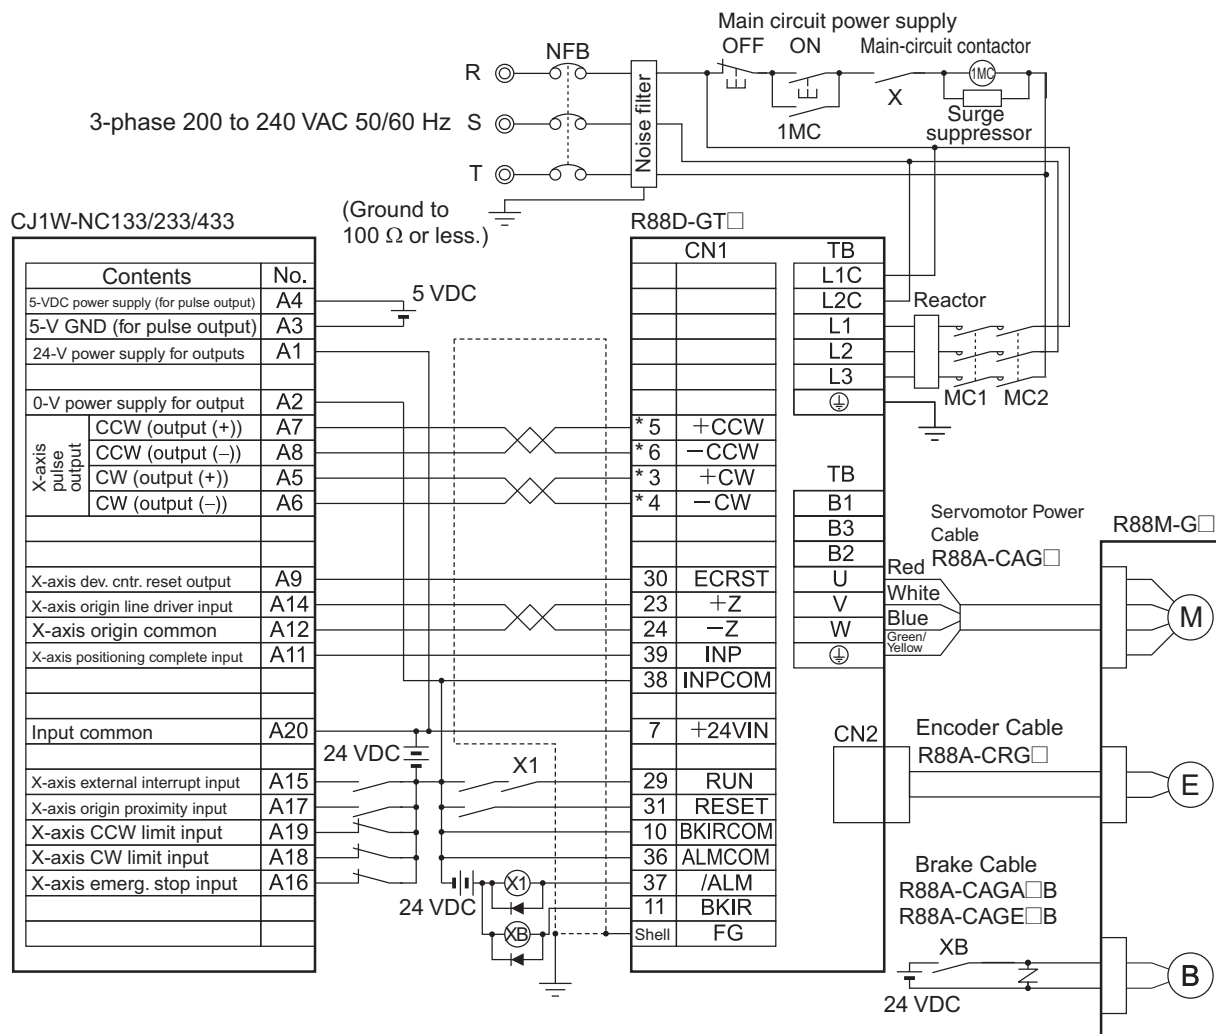 Main circuit power supply
OFF ON Main-circuit contactor
NFB
R
1MC
X
Noise filter
3-phase 200 to 240 VAC 50/60 Hz S
1MC
Surge
suppressor
T
(Ground to
100 Ω or less.)
CJ1W-NC133/233/433
Contents No.
5-VDC power supply (for pulse output) A4
5-V GND (for pulse output) A3
24-V power supply for outputs A1
0-V power supply for output A2
X-axis
pulse
output
CCW (output (+)) A7
CCW (output (−)) A8
CW (output (+)) A5
CW (output (−)) A6
X-axis dev. cntr. reset output A9
X-axis origin line driver input A14
X-axis origin common A12
X-axis positioning complete input A11
Input common A20
X-axis external interrupt input A15
X-axis origin proximity input A17
X-axis CCW limit input A19
X-axis CW limit input A18
X-axis emerg. stop input A16
5 VDC
24 VDC
X1
24 VDC
X1
XB
R88D-GT□
CN1
*5 +CCW
*6 −CCW
*3 +CW
*4 −CW
30 ECRST
23 +Z
24 −Z
39 INP
38 INPCOM
7 +24VIN
29 RUN
31 RESET
10 BKIRCOM
36 ALMCOM
37 /ALM
11 BKIR
Shell FG
TB
L1C
L2C
L1
L2
L3
Reactor
MC1 MC2
TB
B1
B3
B2
U
V
W
Red
White
Blue
Green/
Yellow
Servomotor Power
Cable
R88A-CAG□
R88M-G□
M
CN2
Encoder Cable
R88A-CRG□
E
Brake Cable
R88A-CAGA□B
R88A-CAGE□B
XB
24 VDC
B